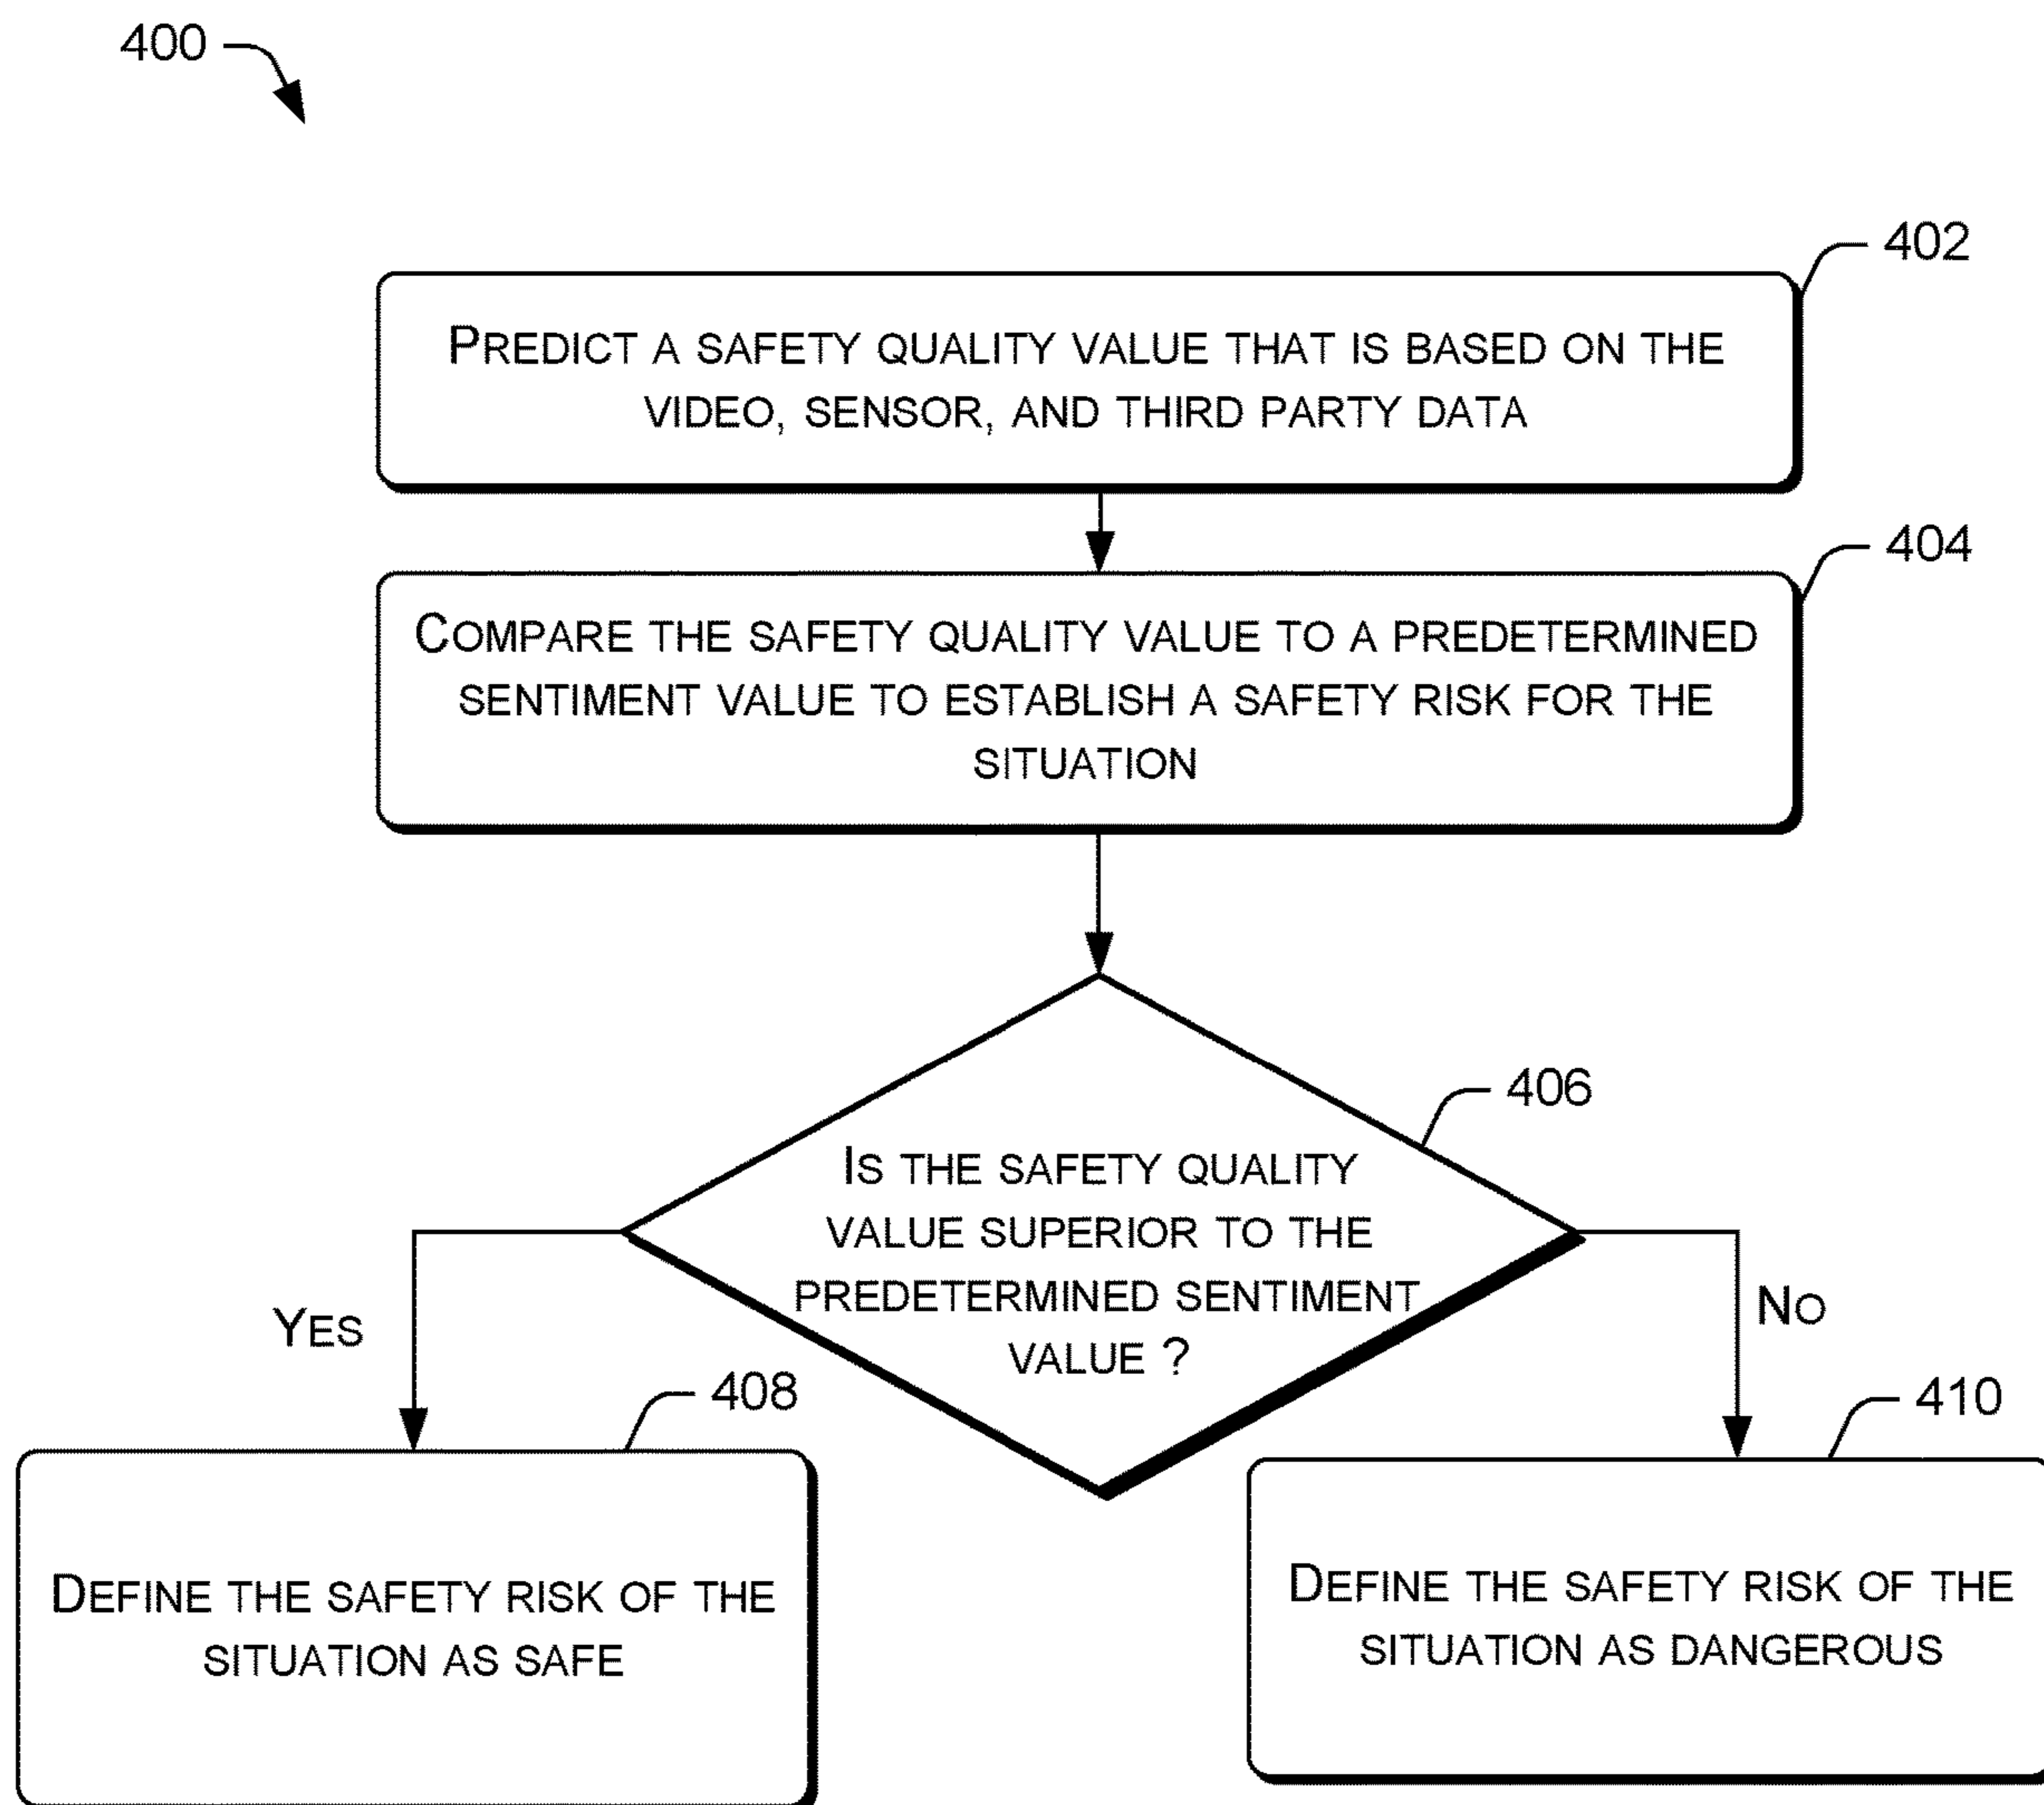 400
402
PREDICT A SAFETY QUALITY VALUE THAT IS BASED ON THE
VIDEO, SENSOR, AND THIRD PARTY DATA
404
COMPARE THE SAFETY QUALITY VALUE TO A PREDETERMINED
SENTIMENT VALUE TO ESTABLISH A SAFETY RISK FOR THE
SITUATION
406
IS THE SAFETY QUALITY
VALUE SUPERIOR TO THE
PREDETERMINED SENTIMENT
VALUE ?
YES
NO
408
DEFINE THE SAFETY RISK OF THE
SITUATION AS SAFE
410
DEFINE THE SAFETY RISK OF THE
SITUATION AS DANGEROUS